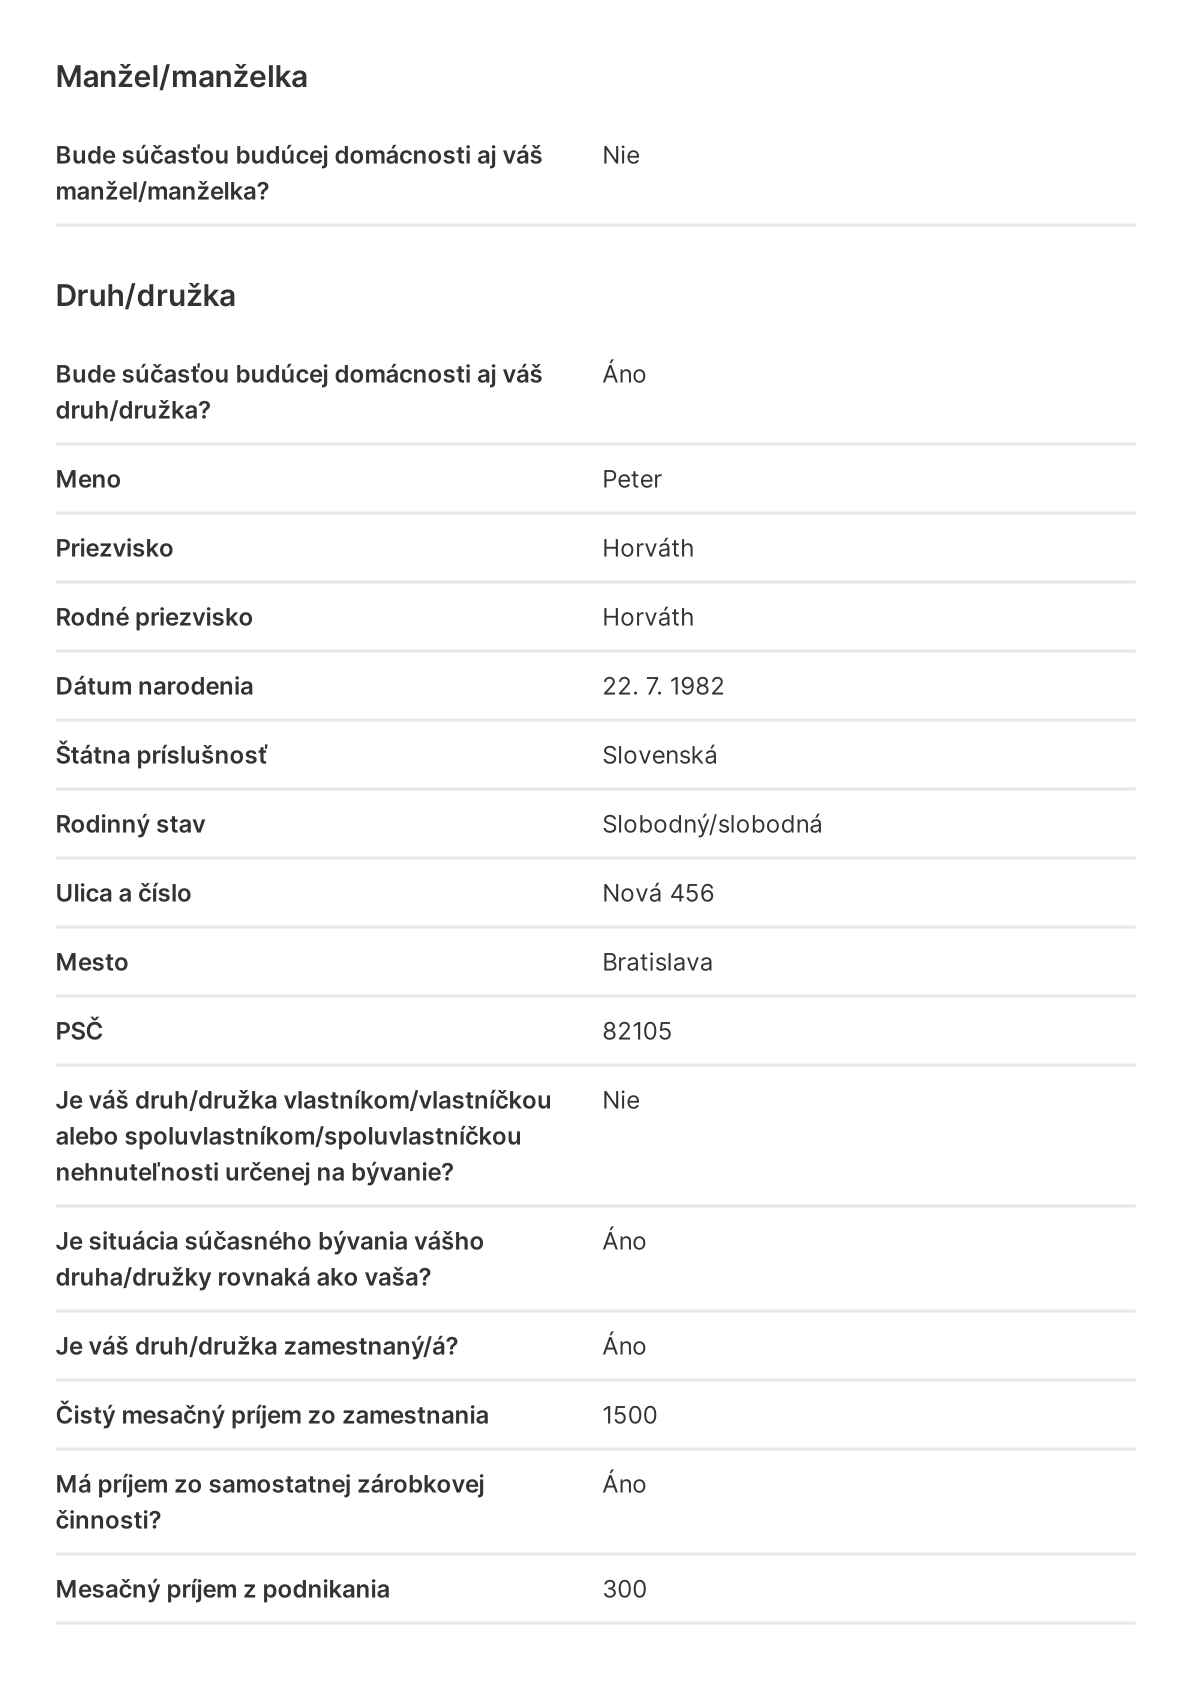 Manžel/manželka
Bude súčasťou budúcej domácnosti aj váš Nie
manžel/manželka?
Druh/družka
Bude súčasťou budúcej domácnosti aj váš Áno
druh/družka?
Meno Peter
Priezvisko Horváth
Rodné priezvisko Horváth
Dátum narodenia 22. 7. 1982
Štátna príslušnosť Slovenská
Rodinný stav Slobodný/slobodná
Ulica a číslo Nová 456
Mesto Bratislava
PSČ 82105
Je váš druh/družka vlastníkom/vlastníčkou Nie
alebo spoluvlastníkom/spoluvlastníčkou
nehnuteľnosti určenej na bývanie?
Je situácia súčasného bývania vášho Áno
druha/družky rovnaká ako vaša?
Je váš druh/družka zamestnaný/á? Áno
Čistý mesačný príjem zo zamestnania 1500
Má príjem zo samostatnej zárobkovej Áno
činnosti?
Mesačný príjem z podnikania 300